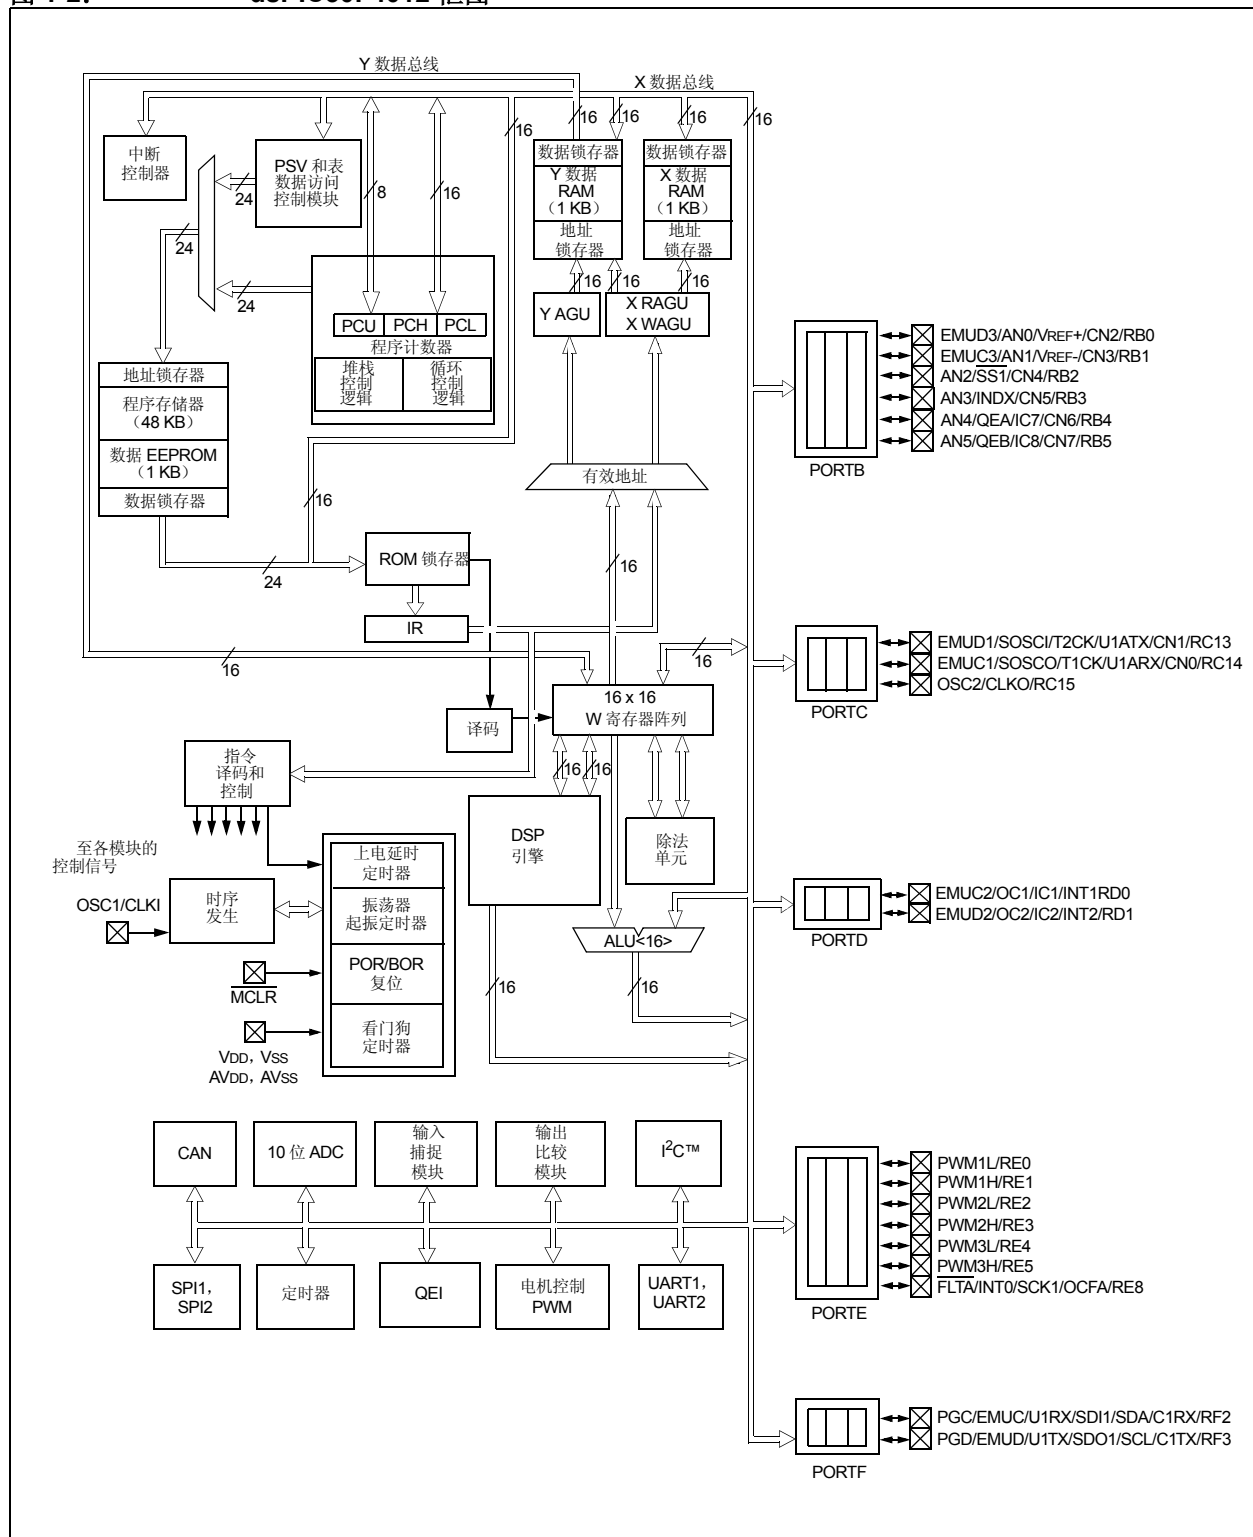 Y 数据总线
X 数据总线
16
16
16
16
16
中断
控制器
PSV 和表
数据访问
控制模块
24
8
16
数据锁存器
Y 数据
RAM
（1 KB）
地址
锁存器
数据锁存器
X 数据
RAM
（1 KB）
地址
锁存器
24
24
16
16
16
Y AGU
X RAGU
X WAGU
PCU
PCH
PCL
程序计数器
堆栈
控制
逻辑
循环
控制
逻辑
地址锁存器
程序存储器
（48 KB）
数据 EEPROM
（1 KB）
数据锁存器
16
24
有效地址
ROM 锁存器
16
IR
16
16
16 x 16
W 寄存器阵列
译码
指令
译码和
控制
16
16
DSP
引擎
除法
单元
至各模块的
控制信号
上电延时
定时器
OSC1/CLKI
时序
发生
振荡器
起振定时器
ALU<16>
POR/BOR
复位
MCLR
16
16
看门狗
定时器
VDD，VSS
AVDD，AVSS
CAN
10 位 ADC
输入
捕捉
模块
输出
比较
模块
I²C™
SPI1，
SPI2
定时器
QEI
电机控制
PWM
UART1，
UART2
EMUD3/AN0/VREF+/CN2/RB0
EMUC3/AN1/VREF-/CN3/RB1
AN2/SS1/CN4/RB2
AN3/INDX/CN5/RB3
AN4/QEA/IC7/CN6/RB4
AN5/QEB/IC8/CN7/RB5
PORTB
EMUD1/SOSCI/T2CK/U1ATX/CN1/RC13
EMUC1/SOSCO/T1CK/U1ARX/CN0/RC14
OSC2/CLKO/RC15
PORTC
EMUC2/OC1/IC1/INT1RD0
EMUD2/OC2/IC2/INT2/RD1
PORTD
PWM1L/RE0
PWM1H/RE1
PWM2L/RE2
PWM2H/RE3
PWM3L/RE4
PWM3H/RE5
FLTA/INT0/SCK1/OCFA/RE8
PORTE
PGC/EMUC/U1RX/SDI1/SDA/C1RX/RF2
PGD/EMUD/U1TX/SDO1/SCL/C1TX/RF3
PORTF